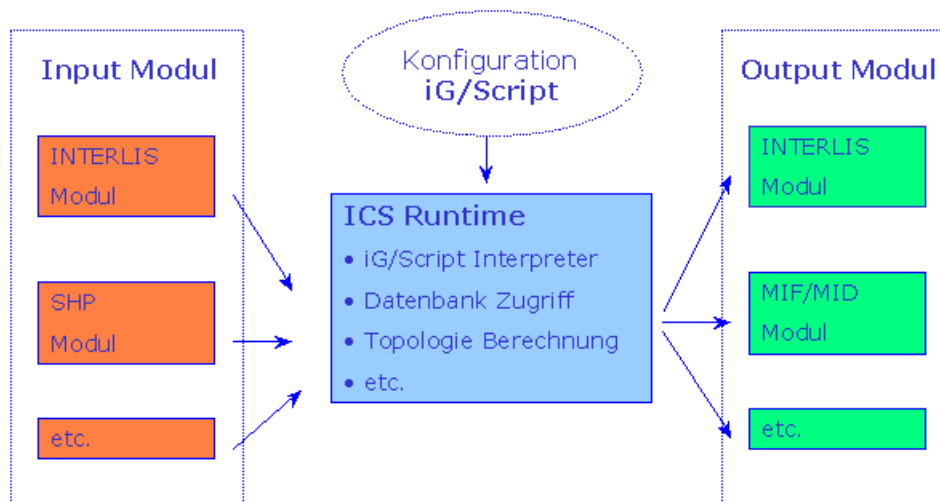 Input Modul
INTERLIS
Modul
SHP
Modul
etc.
Konfiguration
iG/Script
ICS Runtime
• iG/Script Interpreter
• Datenbank Zugriff
• Topologie Berechnung
• etc.
Output Modul
INTERLIS
Modul
MIF/MID
Modul
etc.